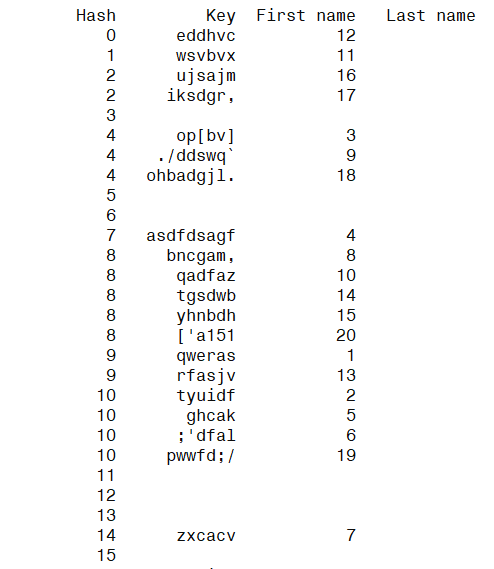 Hash Key First name Last name
0 eddhvc 12
1 wsvbvx 11
2 ujsajm 16
2 iksdgr, 17
3
4 op[bv] 3
4 ./ddswq` 9
4 ohbadgjl. 18
5
6
7 asdfdsagf 4
8 bncgam, 8
8 qadfaz 10
8 tgsdwb 14
8 yhnbdh 15
8 ['a151 20
9 qweras 1
9 rfasjv 13
10 tyuidf 2
10 ghcak 5
10 ;'dfal 6
10 pwwfd;/ 19
11
12
13
14 zxcacv 7
15